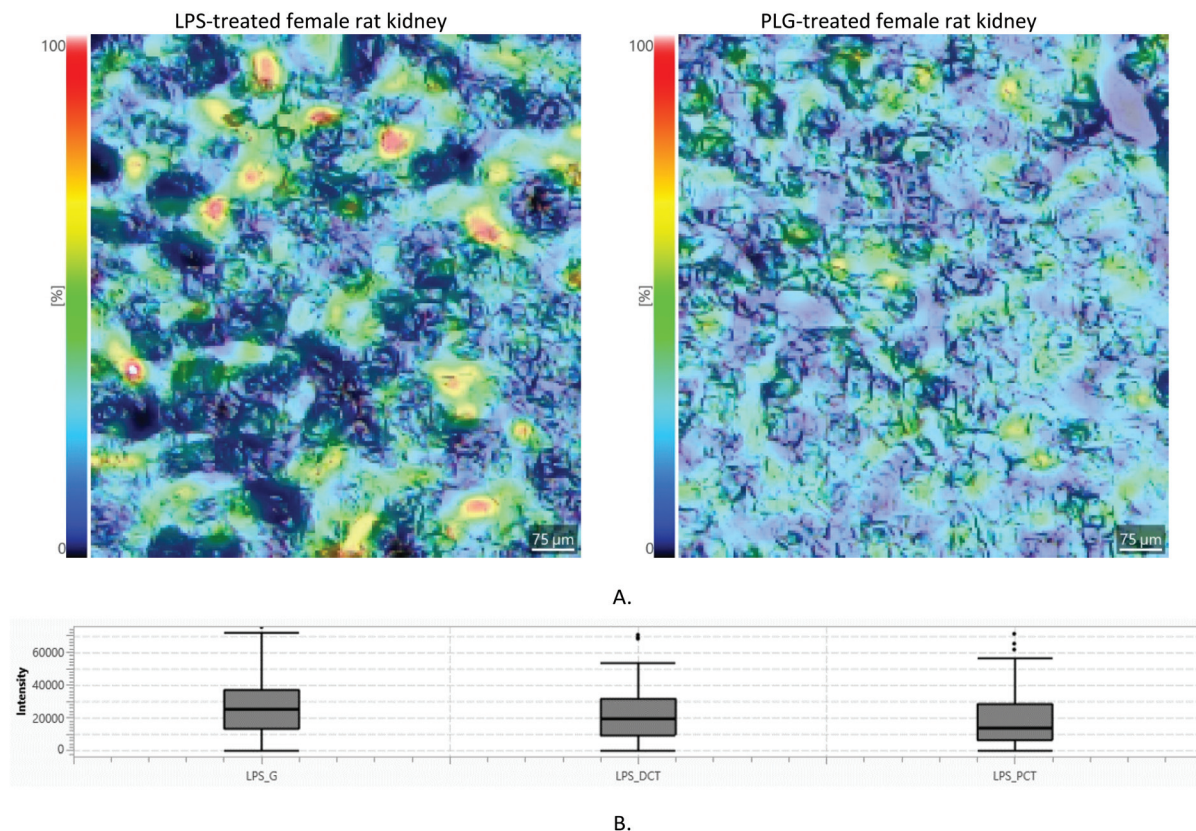 LPS-treated female rat kidney
PLG-treated female rat kidney
100
[%]
0
75 µm
100
[%]
0
75 µm
A.
Intensity
60000
40000
20000
0
LPS_G
LPS_DCT
LPS_PCT
B.